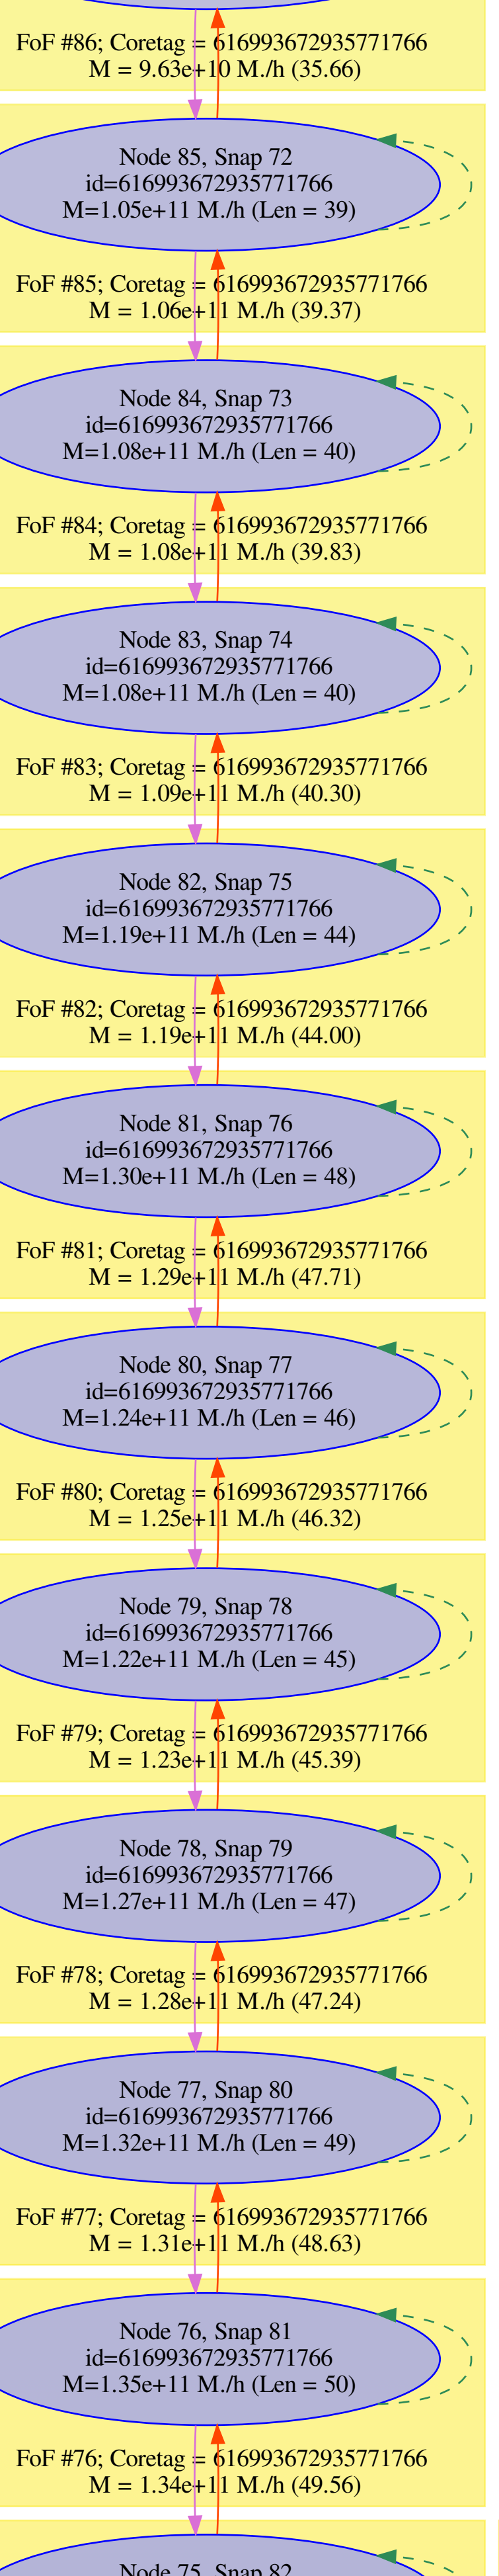 FoF #86; Coretag = 616993672935771766
M = 9.63e+10 M./h (35.66)
Node 85, Snap 72
id=616993672935771766
M=1.05e+11 M./h (Len = 39)
FoF #85; Coretag = 616993672935771766
M = 1.06e+11 M./h (39.37)
Node 84, Snap 73
id=616993672935771766
M=1.08e+11 M./h (Len = 40)
FoF #84; Coretag = 616993672935771766
M = 1.08e+11 M./h (39.83)
Node 83, Snap 74
id=616993672935771766
M=1.08e+11 M./h (Len = 40)
FoF #83; Coretag = 616993672935771766
M = 1.09e+11 M./h (40.30)
Node 82, Snap 75
id=616993672935771766
M=1.19e+11 M./h (Len = 44)
FoF #82; Coretag = 616993672935771766
M = 1.19e+11 M./h (44.00)
Node 81, Snap 76
id=616993672935771766
M=1.30e+11 M./h (Len = 48)
FoF #81; Coretag = 616993672935771766
M = 1.29e+11 M./h (47.71)
Node 80, Snap 77
id=616993672935771766
M=1.24e+11 M./h (Len = 46)
FoF #80; Coretag = 616993672935771766
M = 1.25e+11 M./h (46.32)
Node 79, Snap 78
id=616993672935771766
M=1.22e+11 M./h (Len = 45)
FoF #79; Coretag = 616993672935771766
M = 1.23e+11 M./h (45.39)
Node 78, Snap 79
id=616993672935771766
M=1.27e+11 M./h (Len = 47)
FoF #78; Coretag = 616993672935771766
M = 1.28e+11 M./h (47.24)
Node 77, Snap 80
id=616993672935771766
M=1.32e+11 M./h (Len = 49)
FoF #77; Coretag = 616993672935771766
M = 1.31e+11 M./h (48.63)
Node 76, Snap 81
id=616993672935771766
M=1.35e+11 M./h (Len = 50)
FoF #76; Coretag = 616993672935771766
M = 1.34e+11 M./h (49.56)
Node 75, Snap 82